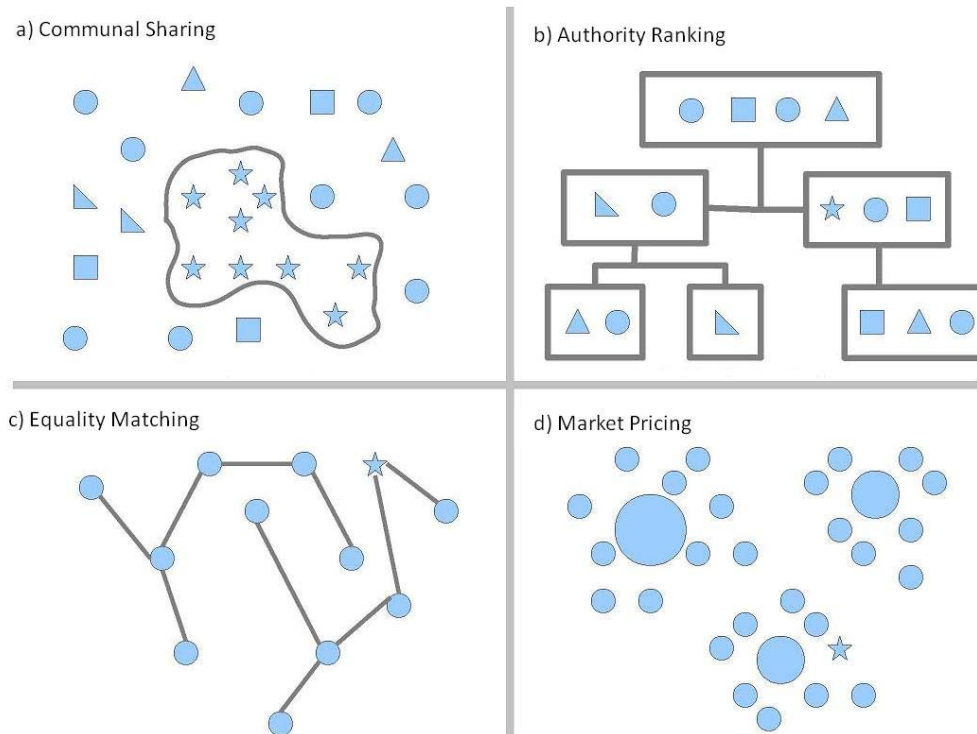 a) Communal Sharing
b) Authority Ranking
c) Equality Matching
d) Market Pricing